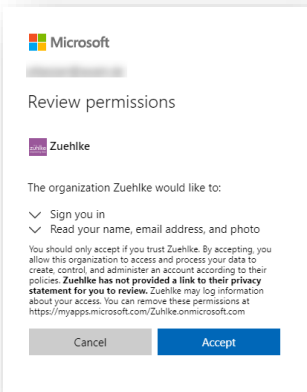 Microsoft
Review permissions
zühlke Zuehlke
The organization Zuehlke would like to:
Sign you in
Read your name, email address, and photo
You should only accept if you trust Zuehlke. By accepting, you
allow this organization to access and process your data to
create, control, and administer an account according to their
policies. Zuehlke has not provided a link to their privacy
statement for you to review. Zuehlke may log information
about your access. You can remove these permissions at
https://myapps.microsoft.com/Zuhlke.onmicrosoft.com
Cancel Accept